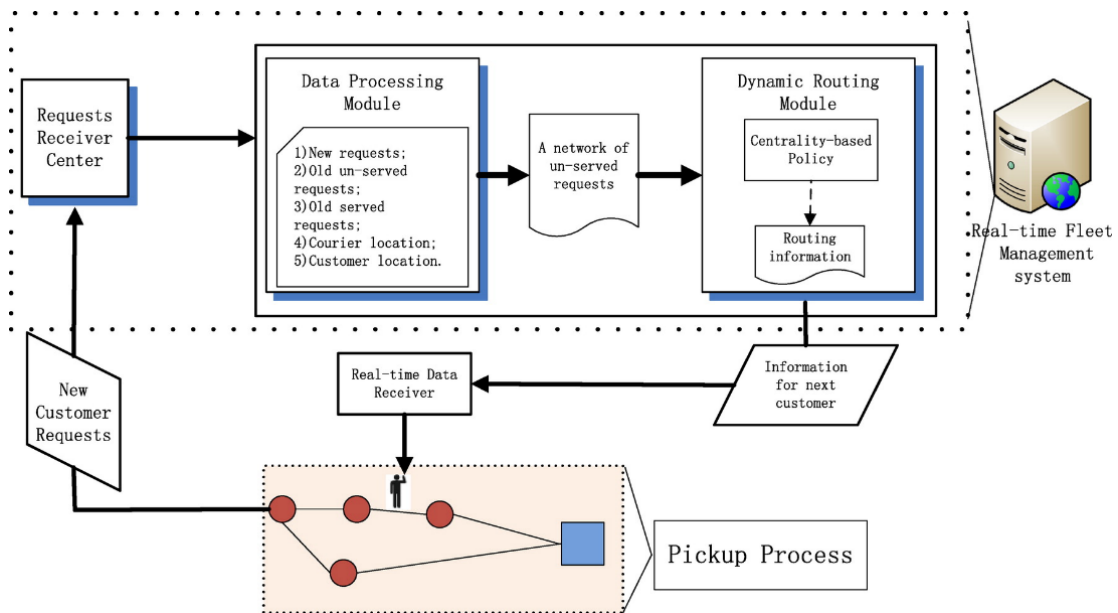 Requests
Receiver
Center
Data Processing
Module
1)New requests;
2)Old un-served
requests;
3)Old served
requests;
4)Courier location;
5)Customer location.
A network of
un-served
requests
Dynamic Routing
Module
Centrality-based
Policy
Routing
information
Real-time Fleet
Management
system
New
Customer
Requests
Real-time Data
Receiver
Information
for next
customer
Pickup Process